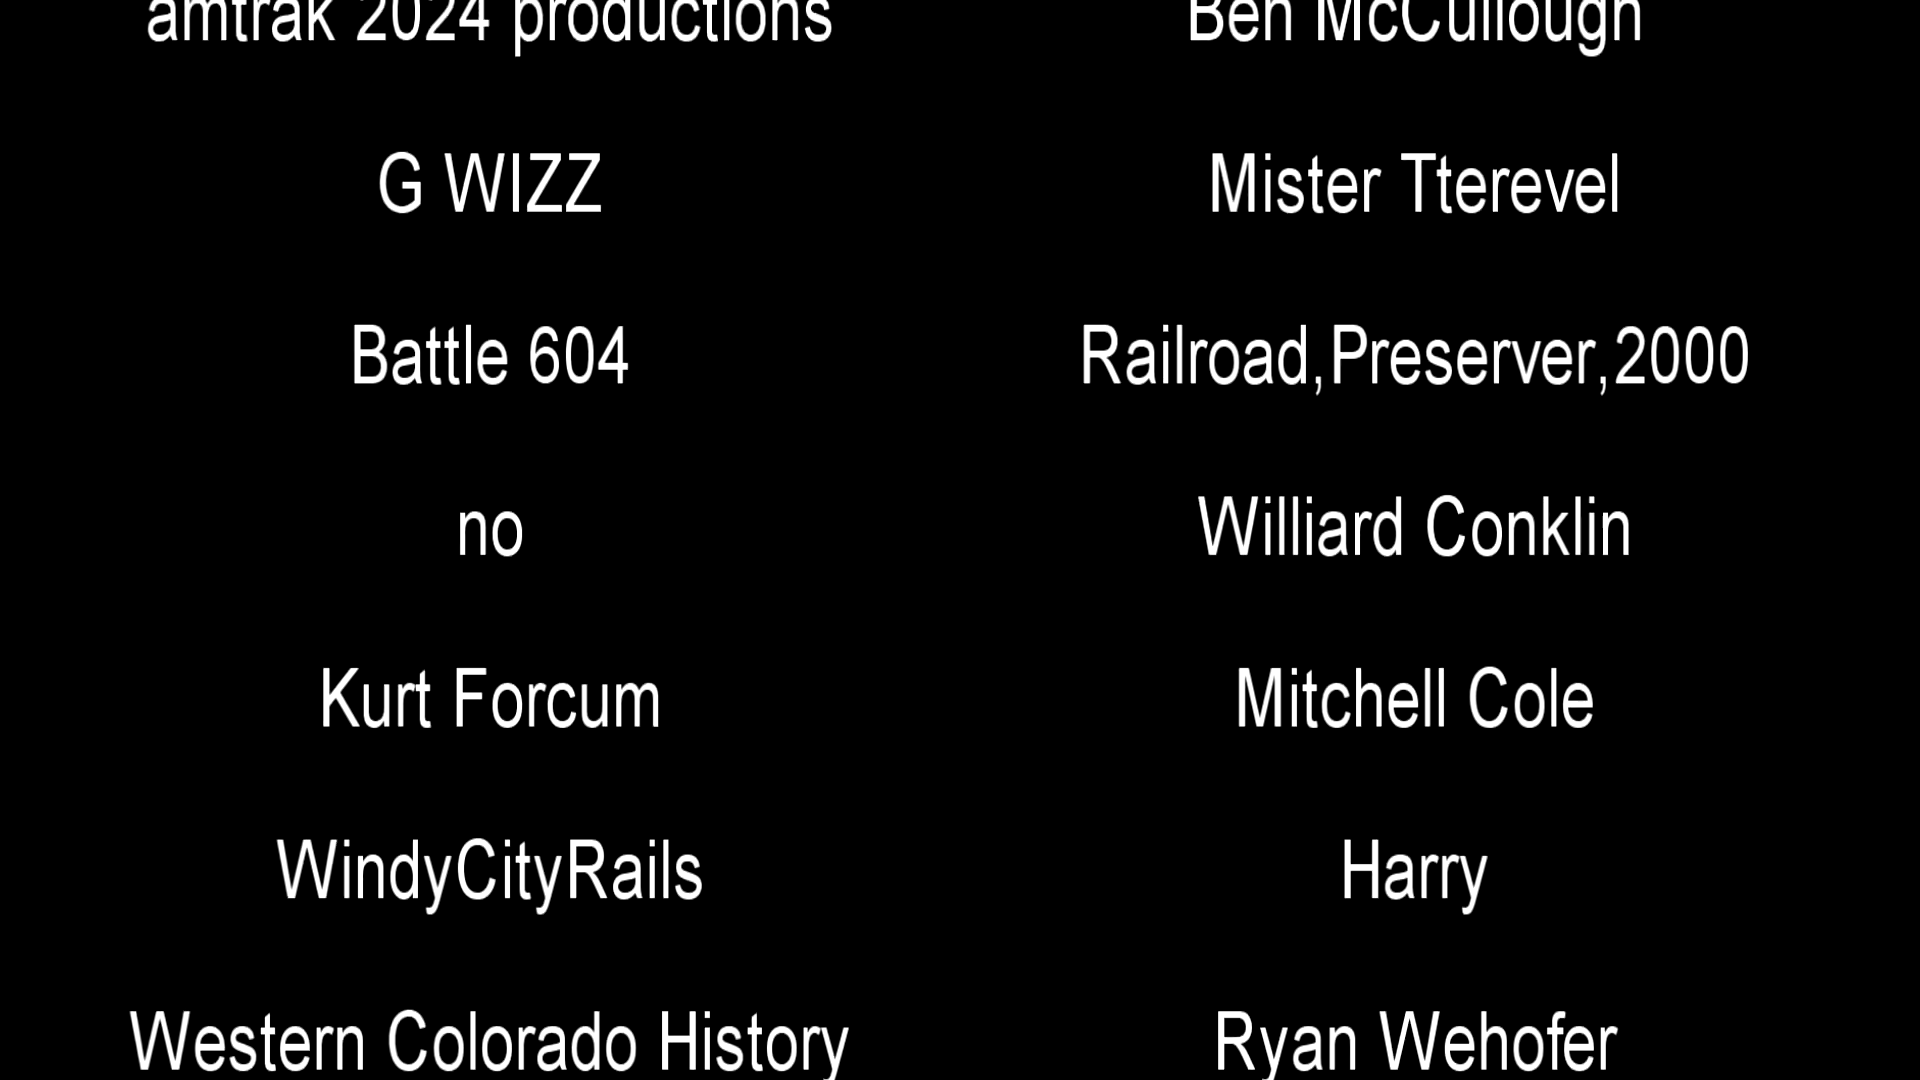 amtrak 2024 productions Ben McCullough
G WIZZ Mister Tterevel
Battle 604 Railroad,Preserver,2000
no Williard Conklin
Kurt Forcum Mitchell Cole
WindyCityRails Harry
Western Colorado History Ryan Wehofer